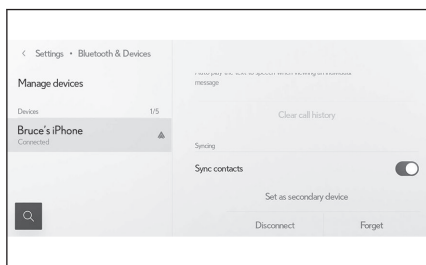 Settings • Bluetooth & Devices
Manage devices
message
Devices 1/5
Clear call history
Bruce's iPhone
Connected
Syncing
Sync contacts
Set as secondary device
Disconnect Forget